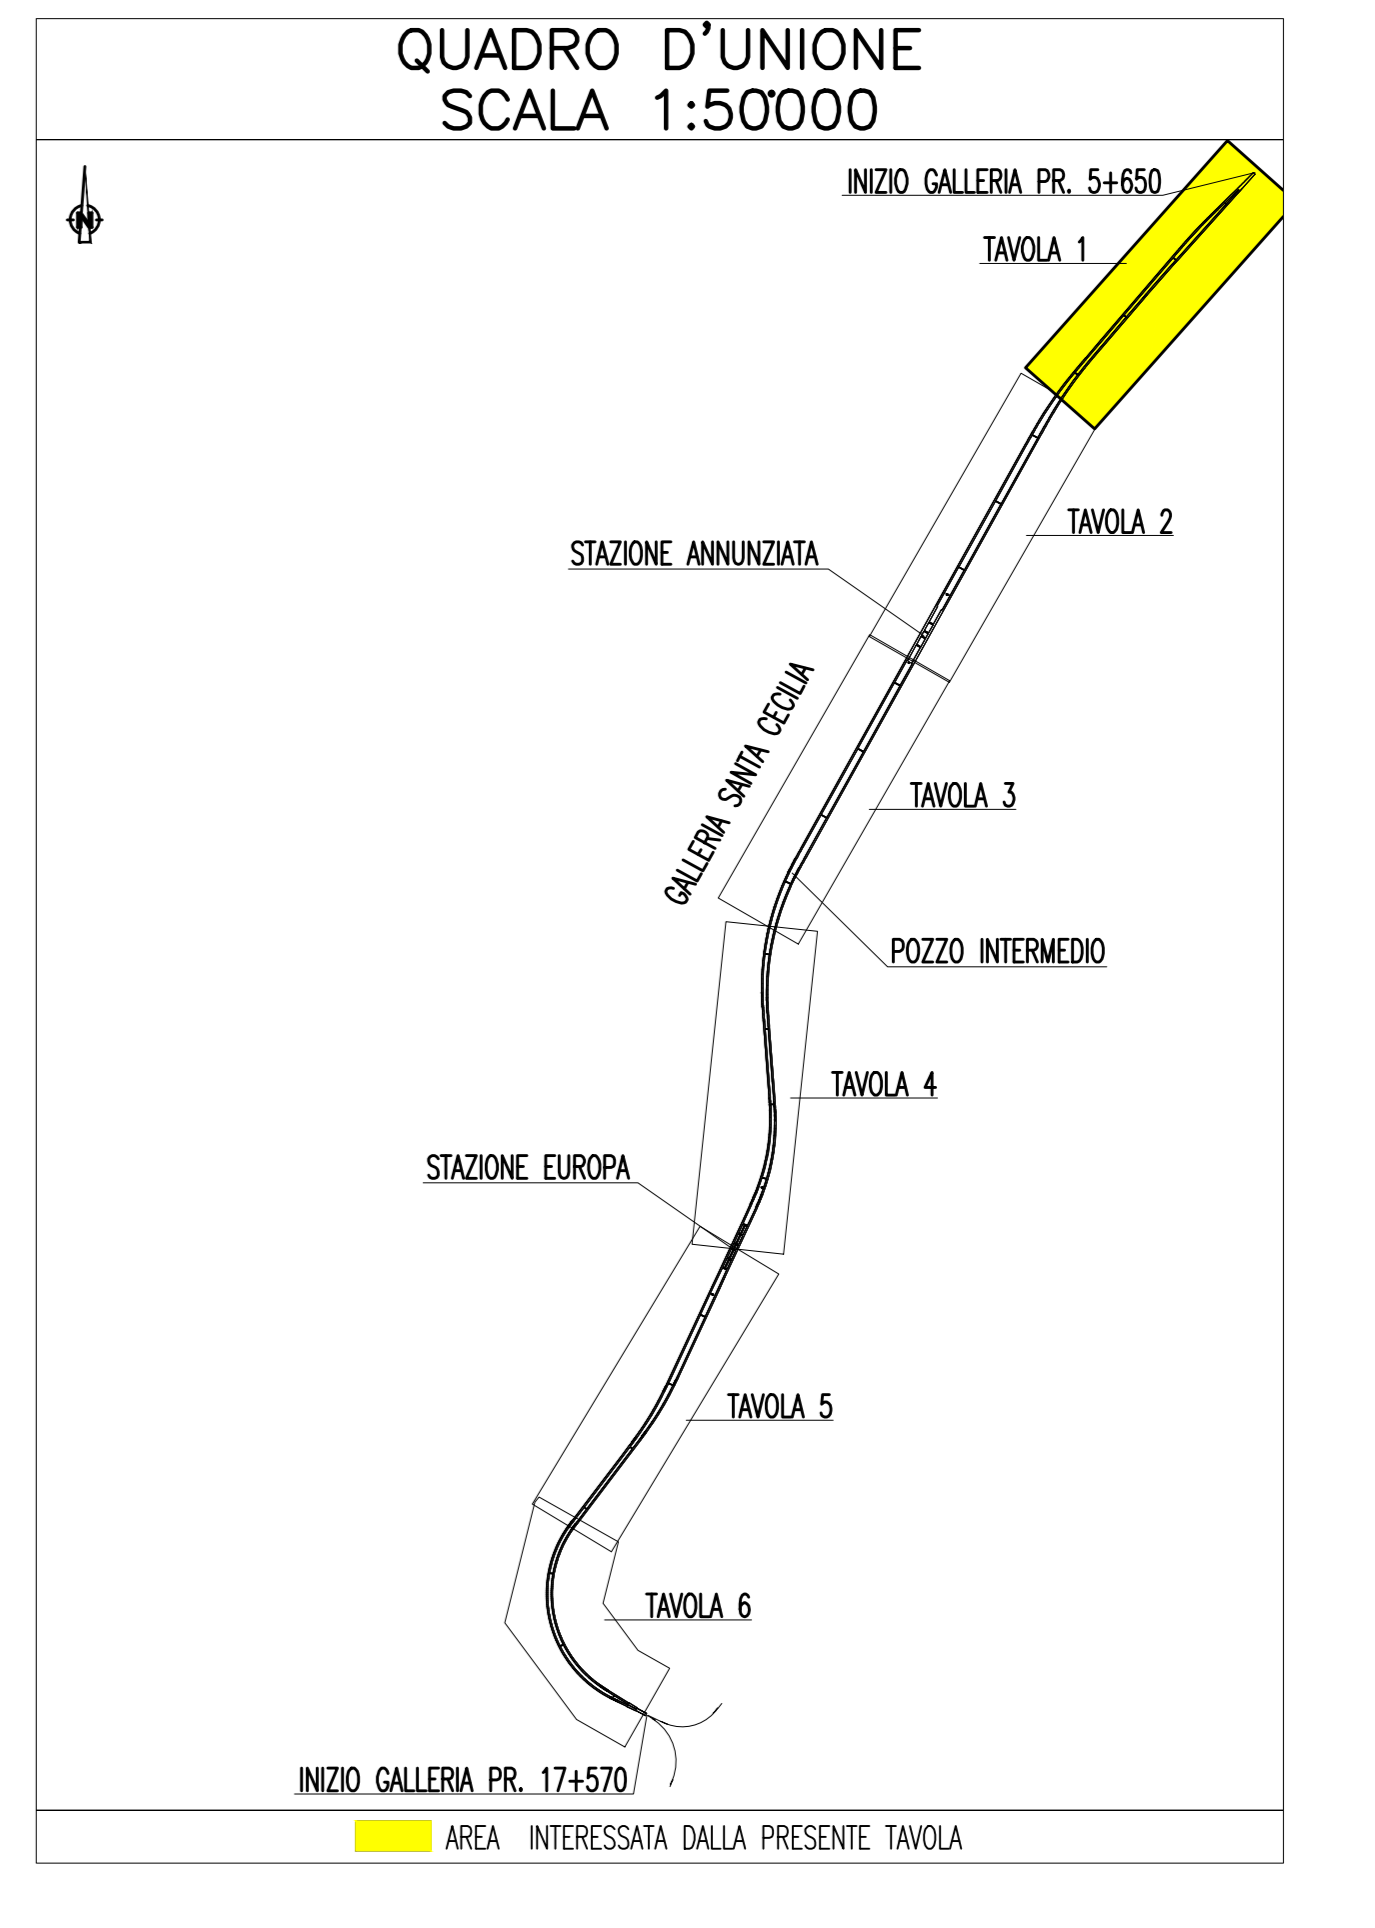 QUADRO D'UNIONE
SCALA 1:50'000
N
INIZIO GALLERIA PR. 5+650
TAVOLA 1
TAVOLA 2
STAZIONE ANNUNZIATA
GALLERIA SANTA CECILIA
TAVOLA 3
POZZO INTERMEDIO
TAVOLA 4
STAZIONE EUROPA
TAVOLA 5
TAVOLA 6
INIZIO GALLERIA PR. 17+570
AREA INTERESSATA DALLA PRESENTE TAVOLA